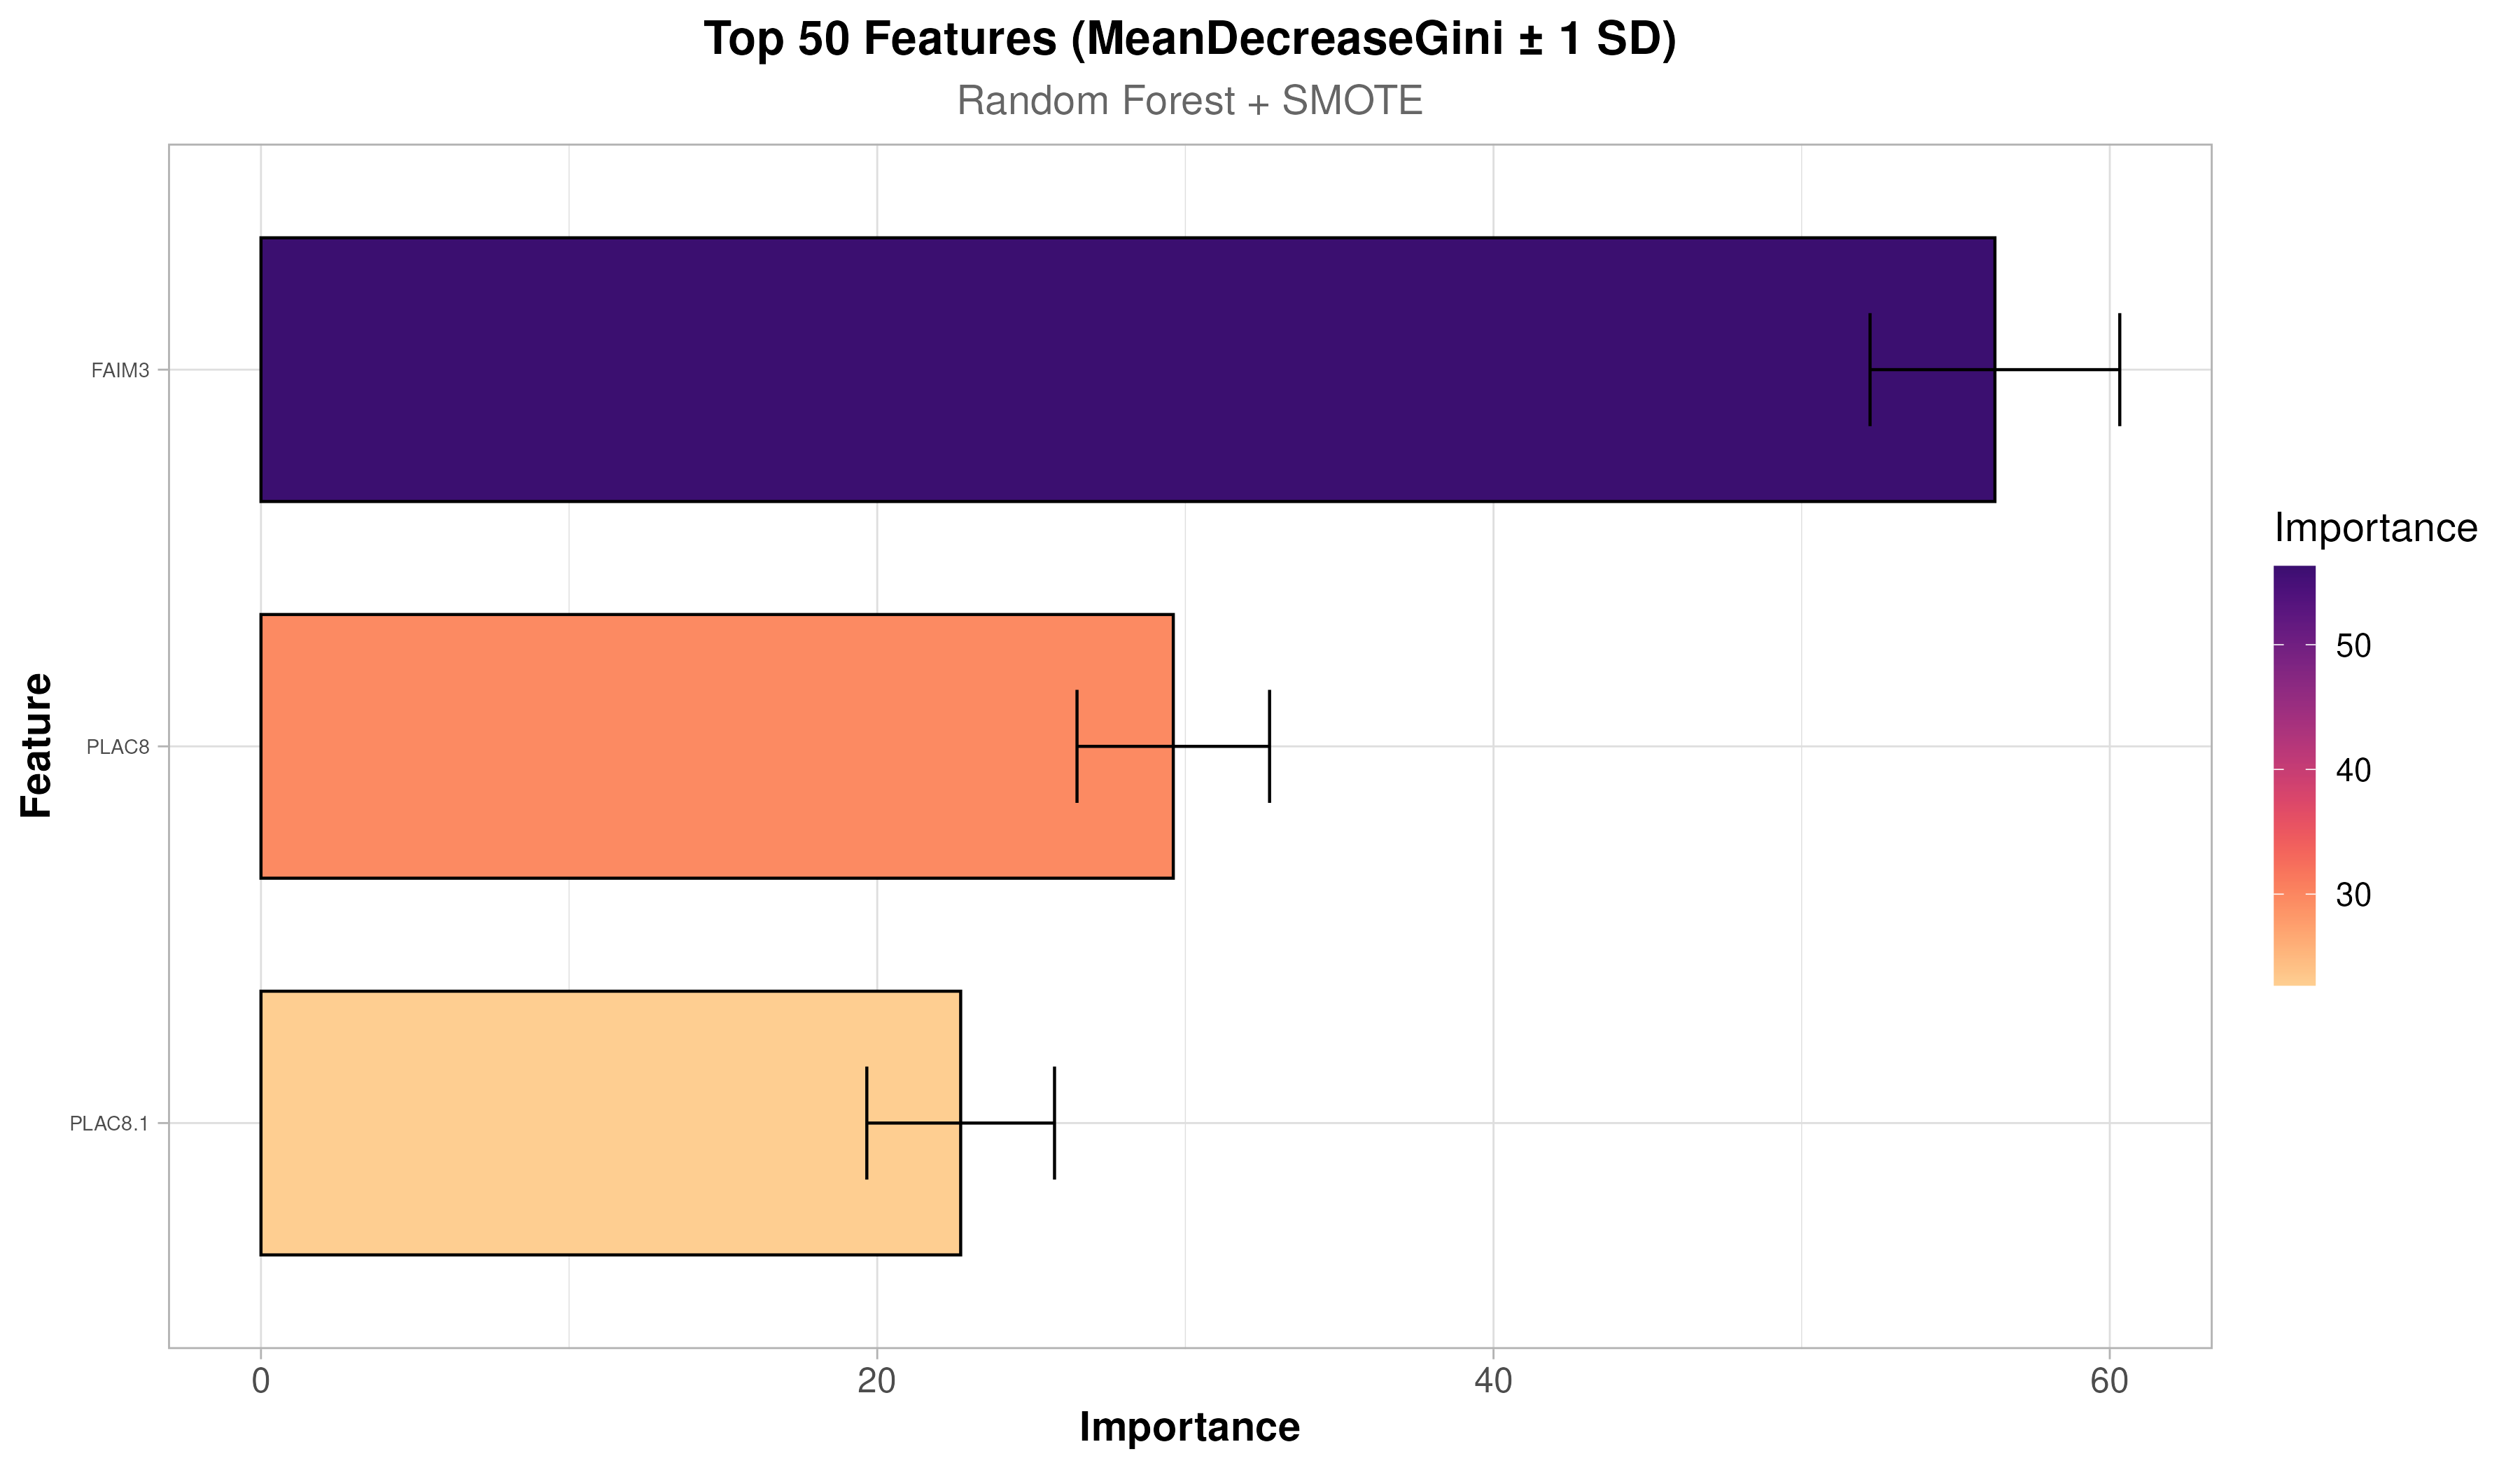 Top 50 Features (MeanDecreaseGini ± 1 SD)
Random Forest + SMOTE
Feature
FAIM3
PLAC8
PLAC8.1
0 20 40 60
Importance
Importance
50
40
30